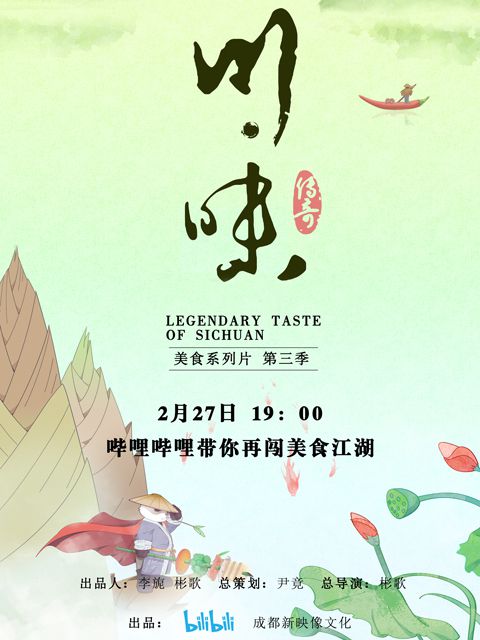 川·味
传奇
LEGENDARY TASTE
OF SICHUAN
美食系列片 第三季
2月27日 19：00
哔哩哔哩带你再闯美食江湖
出品人：李旎 彬歌 总策划：尹竟 总导演：彬歌
出品： bilibili 成都新映像文化